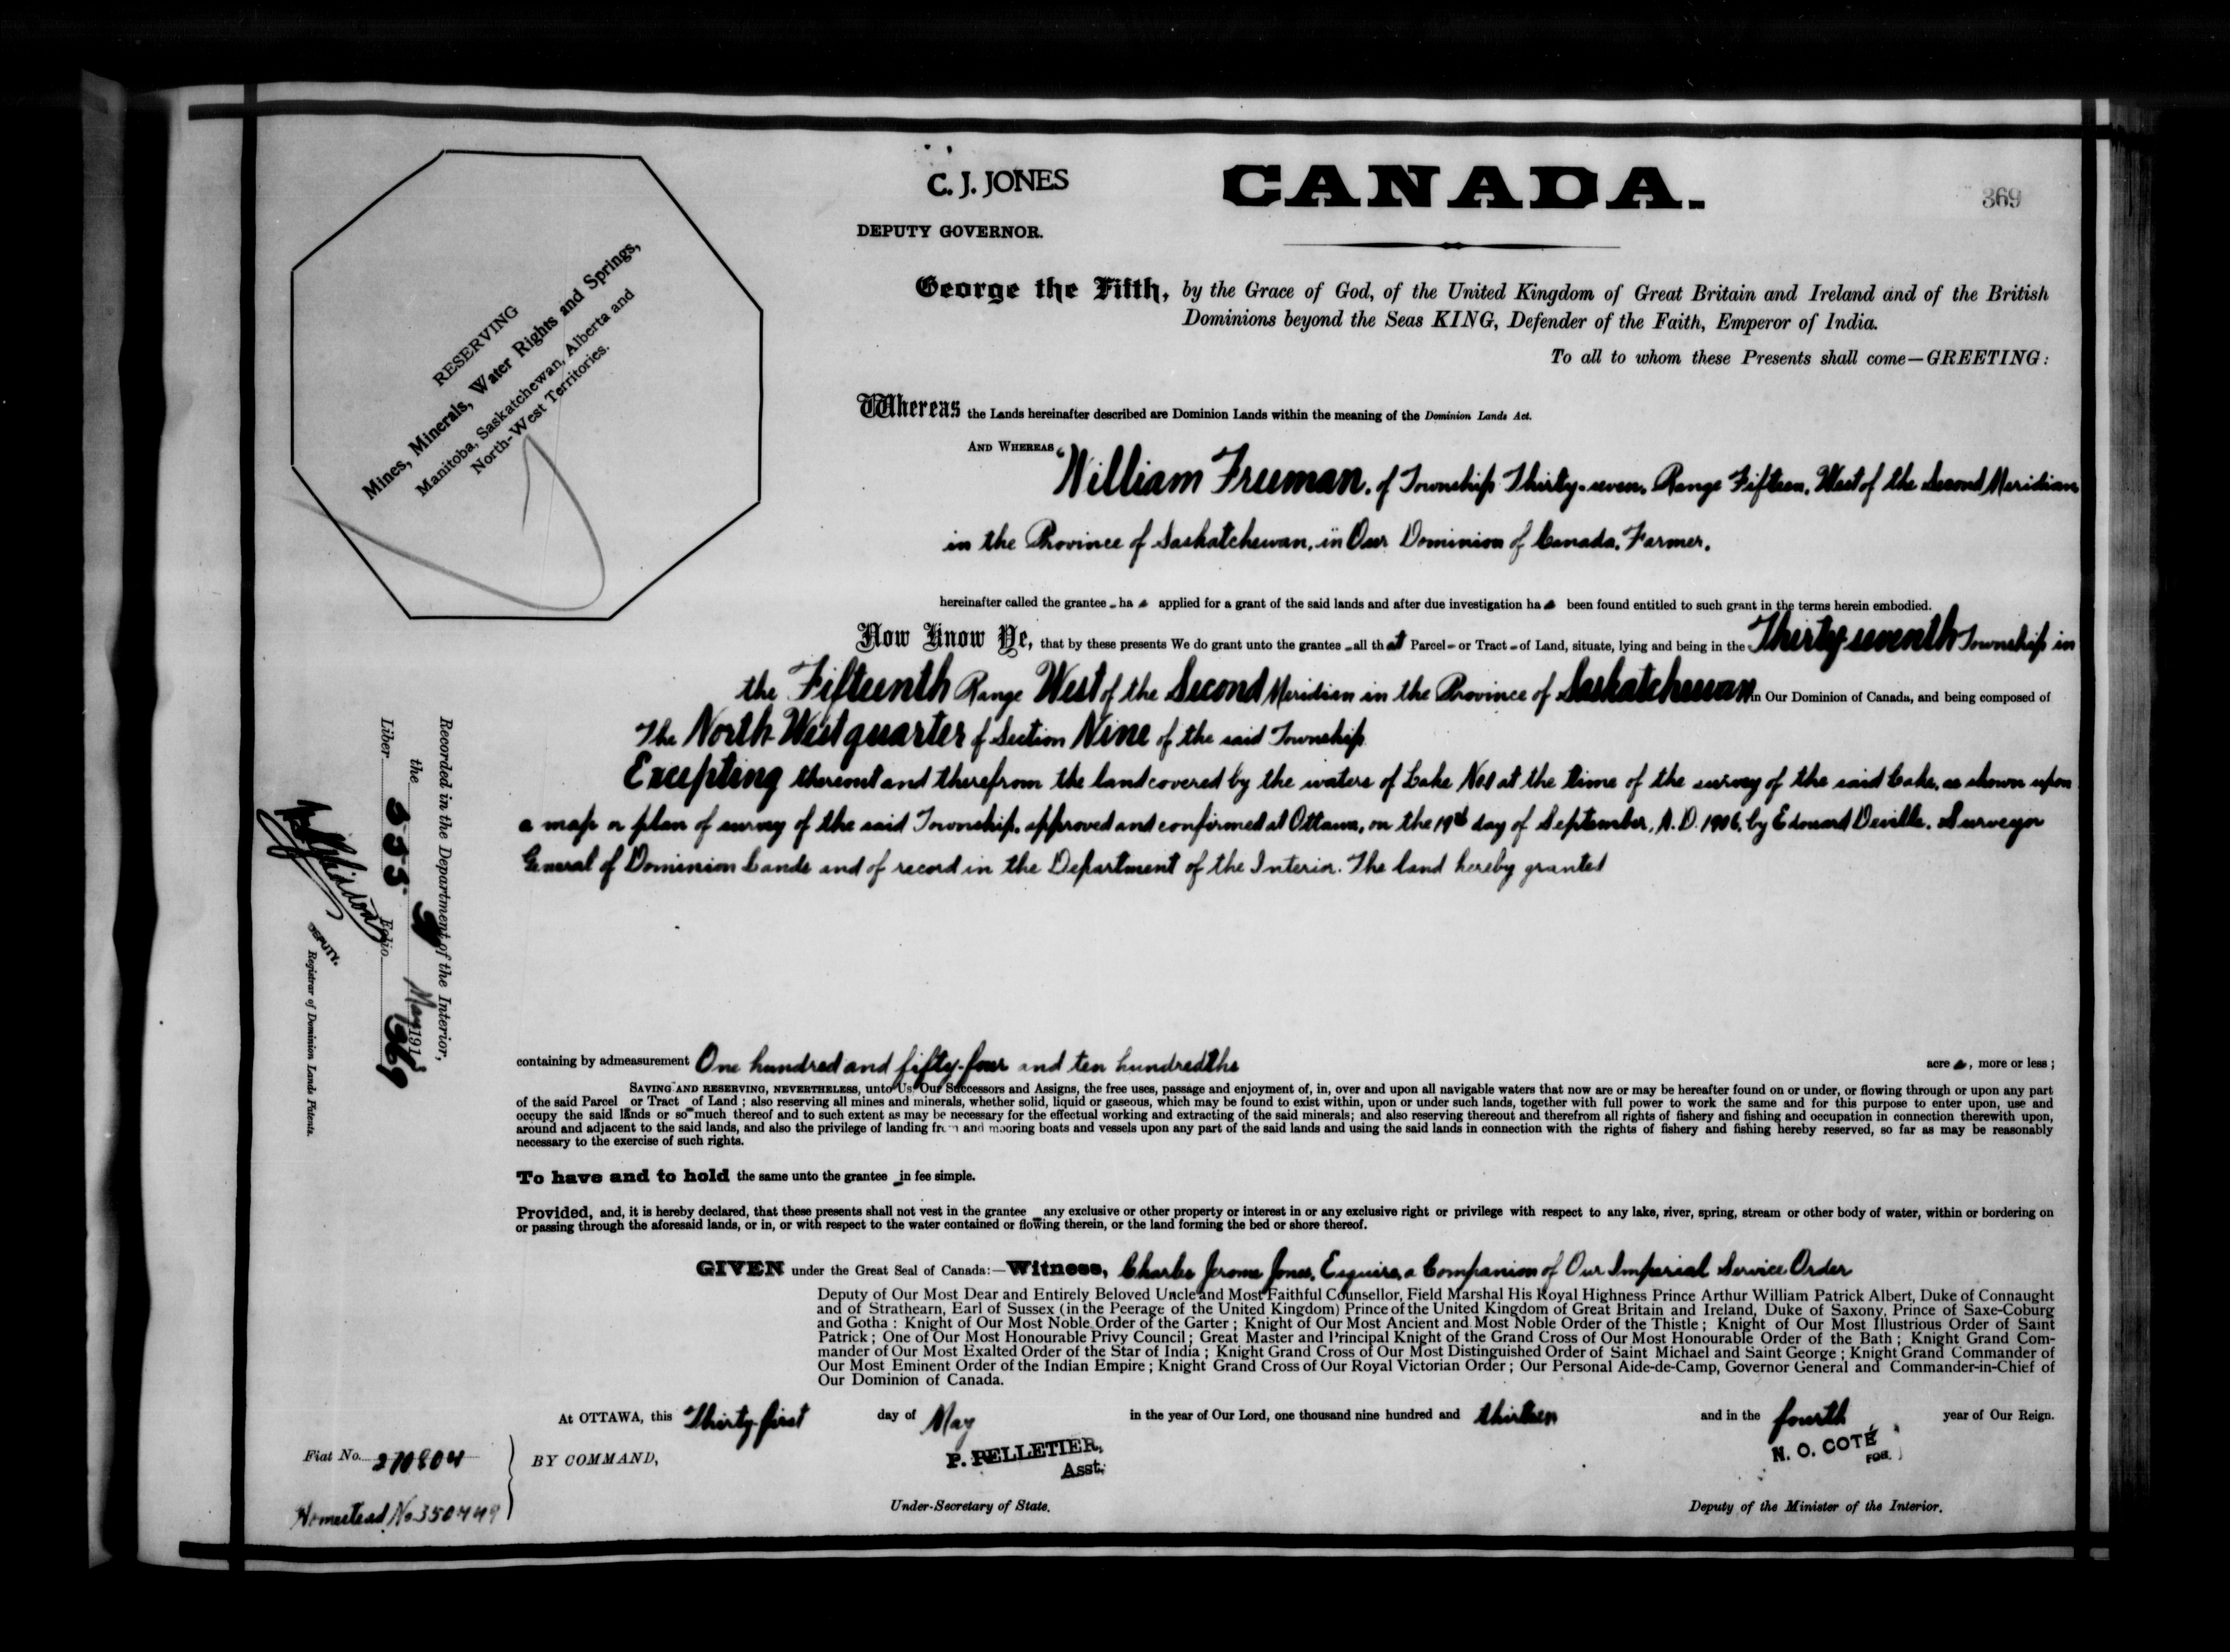 C. J. JONES
CANADA.
369
DEPUTY GOVERNOR.
RESERVING
Mines, Minerals, Water Rights and Springs,
Manitoba, Saskatchewan, Alberta and
North-West Territories.
George the Fifth, by the Grace of God, of the United Kingdom of Great Britain and Ireland and of the British
Dominions beyond the Seas KING, Defender of the Faith, Emperor of India.
To all to whom these Presents shall come—GREETING:
Whereas the Lands hereinafter described are Dominion Lands within the meaning of the Dominion Lands Act.
AND WHEREAS William Freeman, of Township Thirty-seven, Range Fifteen, West of the Second Meridian
in the Province of Saskatchewan, in Our Dominion of Canada, Farmer,
hereinafter called the grantee ha s applied for a grant of the said lands and after due investigation ha s been found entitled to such grant in the terms herein embodied.
Now Know Ye, that by these presents We do grant unto the grantee all that Parcel or Tract of Land, situate, lying and being in the Thirty-seventh Township in
the Fifteenth Range West of the Second Meridian in the Province of Saskatchewan in Our Dominion of Canada, and being composed of
The North West quarter of Section Nine of the said Township
Excepting thereout and therefrom the land covered by the waters of Lake No 1 at the time of the survey of the said Lake, as shown upon
a map or plan of survey of the said Township, approved and confirmed at Ottawa, on the 19th day of September, A.D. 1906, by Edouard Deville, Surveyor
General of Dominion Lands and of record in the Department of the Interior. The land hereby granted
Recorded in the Department of the Interior,
the 9 May 191
Liber 555 Folio 369
DEPUTY.
Registrar of Dominion Lands Patents.
containing by admeasurement One hundred and fifty-four and ten hundredths acre s, more or less ;
SAVING AND RESERVING, NEVERTHELESS, unto Us, Our Successors and Assigns, the free uses, passage and enjoyment of, in, over and upon all navigable waters that now are or may be hereafter found on or under, or flowing through or upon any part
of the said Parcel or Tract of Land ; also reserving all mines and minerals, whether solid, liquid or gaseous, which may be found to exist within, upon or under such lands, together with full power to work the same and for this purpose to enter upon, use and
occupy the said lands or so much thereof and to such extent as may be necessary for the effectual working and extracting of the said minerals; and also reserving thereout and therefrom all rights of fishery and fishing and occupation in connection therewith upon,
around and adjacent to the said lands, and also the privilege of landing from and mooring boats and vessels upon any part of the said lands and using the said lands in connection with the rights of fishery and fishing hereby reserved, so far as may be reasonably
necessary to the exercise of such rights.
To have and to hold the same unto the grantee in fee simple.
Provided, and, it is hereby declared, that these presents shall not vest in the grantee any exclusive or other property or interest in or any exclusive right or privilege with respect to any lake, river, spring, stream or other body of water, within or bordering on
or passing through the aforesaid lands, or in, or with respect to the water contained or flowing therein, or the land forming the bed or shore thereof.
GIVEN under the Great Seal of Canada:—Witness, Charles Jerome Jones, Esquire, a Companion of Our Imperial Service Order
Deputy of Our Most Dear and Entirely Beloved Uncle and Most Faithful Counsellor, Field Marshal His Royal Highness Prince Arthur William Patrick Albert, Duke of Connaught
and of Strathearn, Earl of Sussex (in the Peerage of the United Kingdom) Prince of the United Kingdom of Great Britain and Ireland, Duke of Saxony, Prince of Saxe-Coburg
and Gotha : Knight of Our Most Noble Order of the Garter ; Knight of Our Most Ancient and Most Noble Order of the Thistle ; Knight of Our Most Illustrious Order of Saint
Patrick ; One of Our Most Honourable Privy Council ; Great Master and Principal Knight of the Grand Cross of Our Most Honourable Order of the Bath ; Knight Grand Com-
mander of Our Most Exalted Order of the Star of India ; Knight Grand Cross of Our Most Distinguished Order of Saint Michael and Saint George ; Knight Grand Commander of
Our Most Eminent Order of the Indian Empire ; Knight Grand Cross of Our Royal Victorian Order ; Our Personal Aide-de-Camp, Governor General and Commander-in-Chief of
Our Dominion of Canada.
At OTTAWA, this Thirty-first day of May in the year of Our Lord, one thousand nine hundred and thirteen and in the fourth year of Our Reign.
Fiat No. 270804
BY COMMAND,
P. PELLETIER,
Asst.
N. O. COTÉ
FOR.
Homestead No 350449
Under-Secretary of State.
Deputy of the Minister of the Interior.